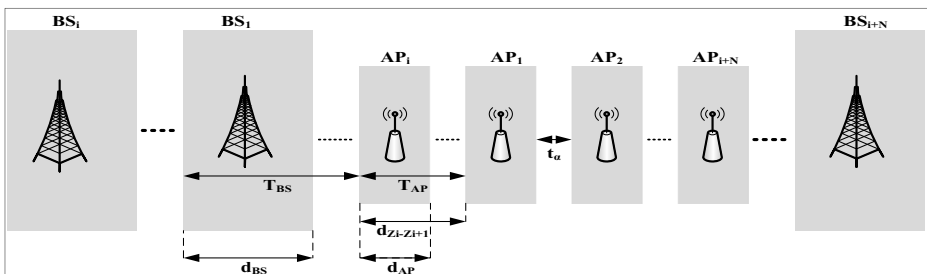 BSi
BS1
APi
AP1
AP2
APi+N
BSi+N
tα
TBS
TAP
dZi-Zi+1
dBS
dAP